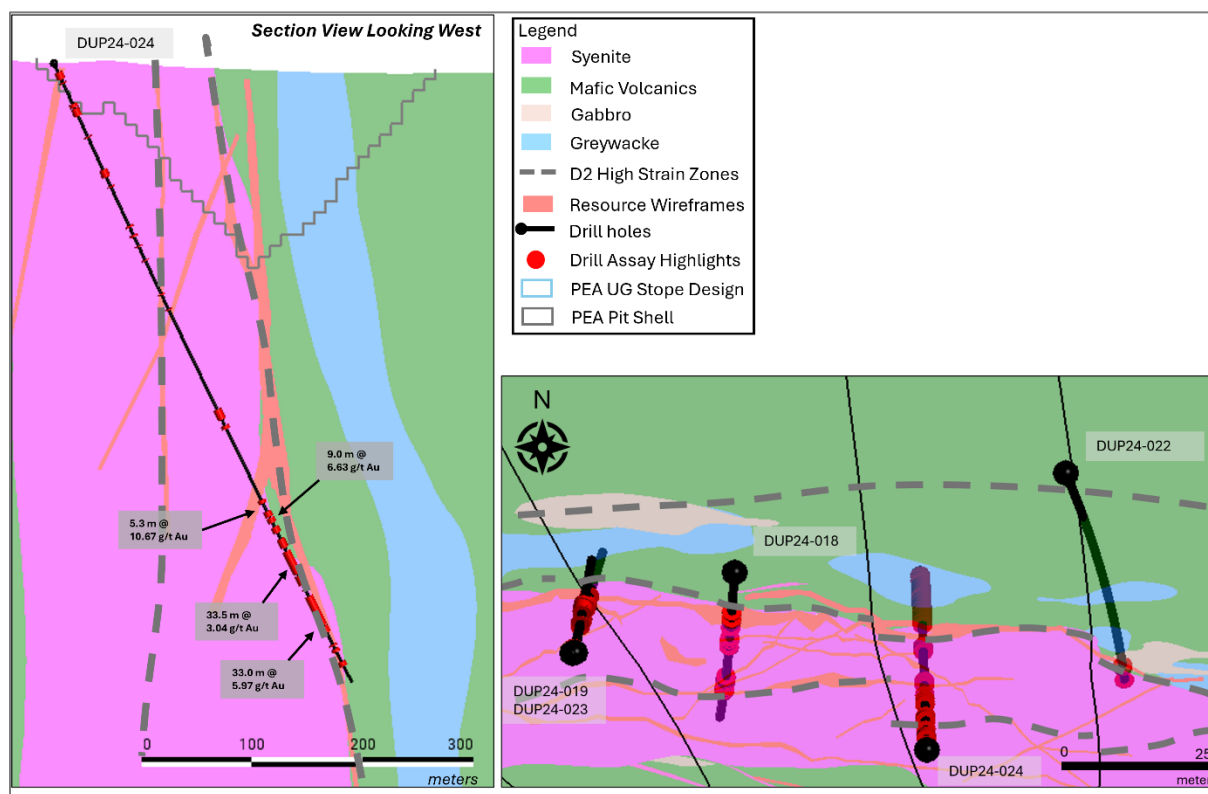 DUP24-024
Section View Looking West
9.0 m @
6.63 g/t Au
5.3 m @
10.67 g/t Au
33.5 m @
3.04 g/t Au
33.0 m @
5.97 g/t Au
0 100 200 300
meters
Legend
Syenite
Mafic Volcanics
Gabbro
Greywacke
D2 High Strain Zones
Resource Wireframes
Drill holes
Drill Assay Highlights
PEA UG Stope Design
PEA Pit Shell
N
DUP24-022
DUP24-018
DUP24-019
DUP24-023
DUP24-024
0 25
meter